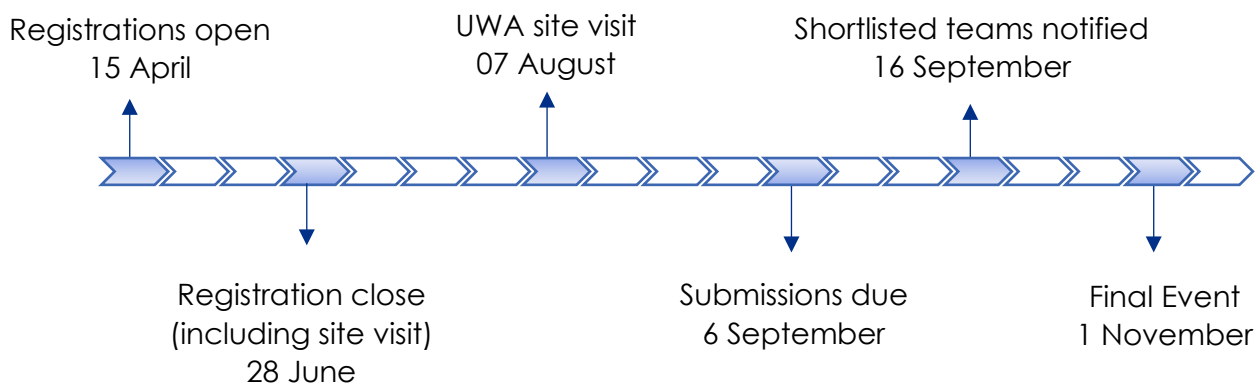 Registrations open
15 April
UWA site visit
07 August
Shortlisted teams notified
16 September
Registration close
(including site visit)
28 June
Submissions due
6 September
Final Event
1 November